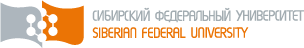 СИБИРСКИЙ ФЕДЕРАЛЬНЫЙ УНИВЕРСИТЕТ
SIBERIAN FEDERAL UNIVERSITY